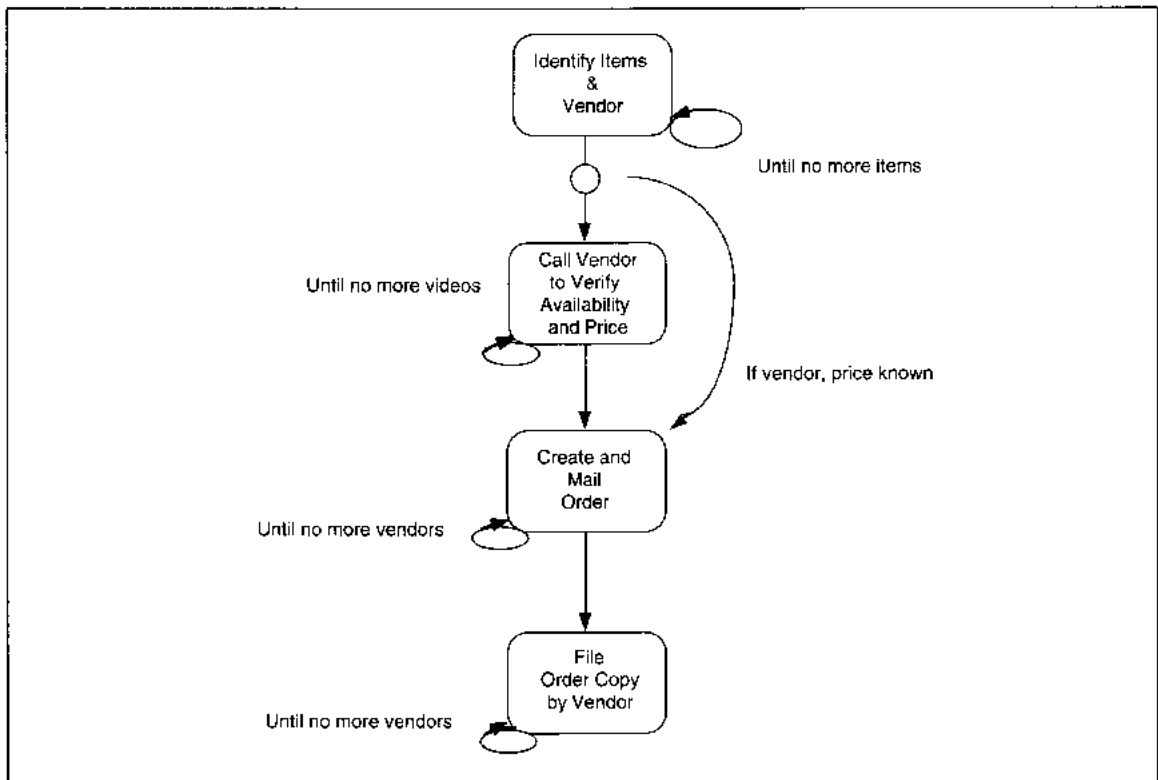 Identify Items
&
Vendor
Until no more items
Call Vendor
to Verify
Availability
and Price
Until no more videos
If vendor, price known
Create and
Mail
Order
Until no more vendors
File
Order Copy
by Vendor
Until no more vendors